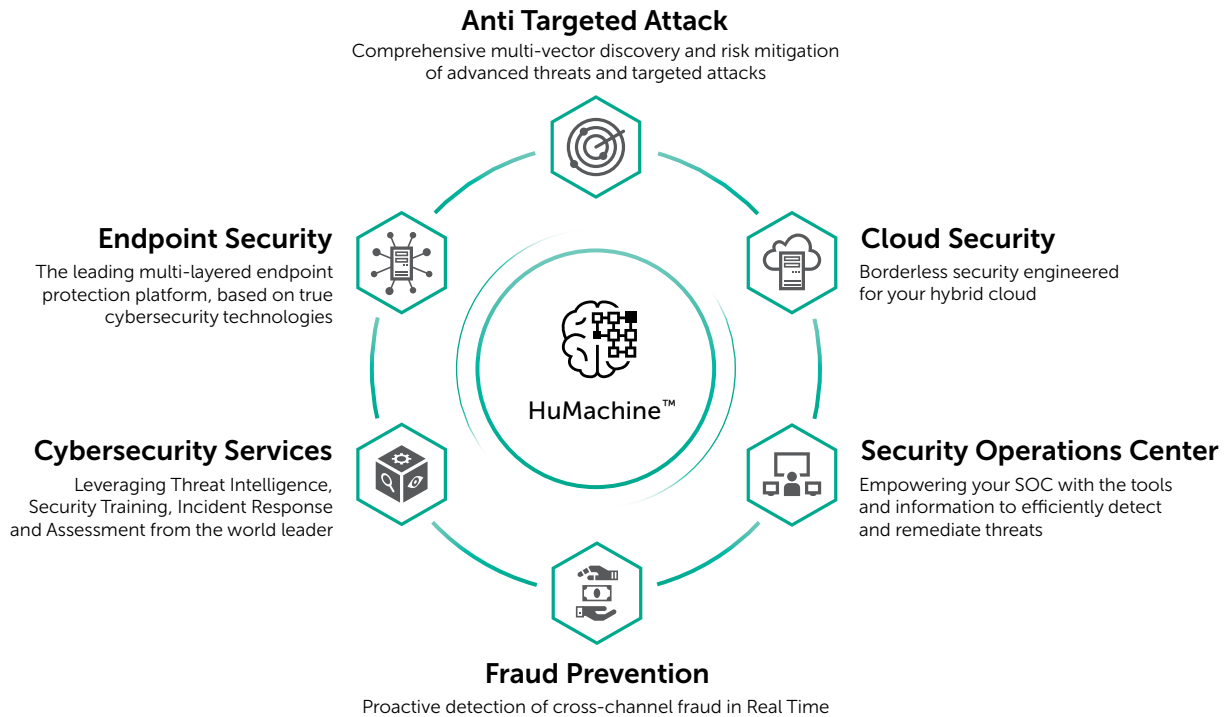 Anti Targeted Attack
Comprehensive multi-vector discovery and risk mitigation
of advanced threats and targeted attacks
Endpoint Security
The leading multi-layered endpoint
protection platform, based on true
cybersecurity technologies
Cloud Security
Borderless security engineered
for your hybrid cloud
HuMachine™
Cybersecurity Services
Leveraging Threat Intelligence,
Security Training, Incident Response
and Assessment from the world leader
Security Operations Center
Empowering your SOC with the tools
and information to efficiently detect
and remediate threats
Fraud Prevention
Proactive detection of cross-channel fraud in Real Time